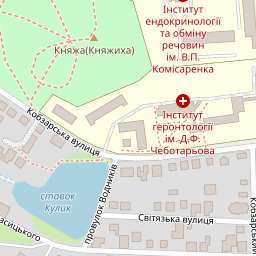 Інститут
ендокринології
та обміну
речовин
ім. В.П.
Комісаренка
Княжа(Княжиха)
Кобзарська вулиця
Інститут
геронтології
ім. Д.Ф.
Чеботарьова
провулок Водників
ставок
Кулик
Світязька вулиця
Кобзарський